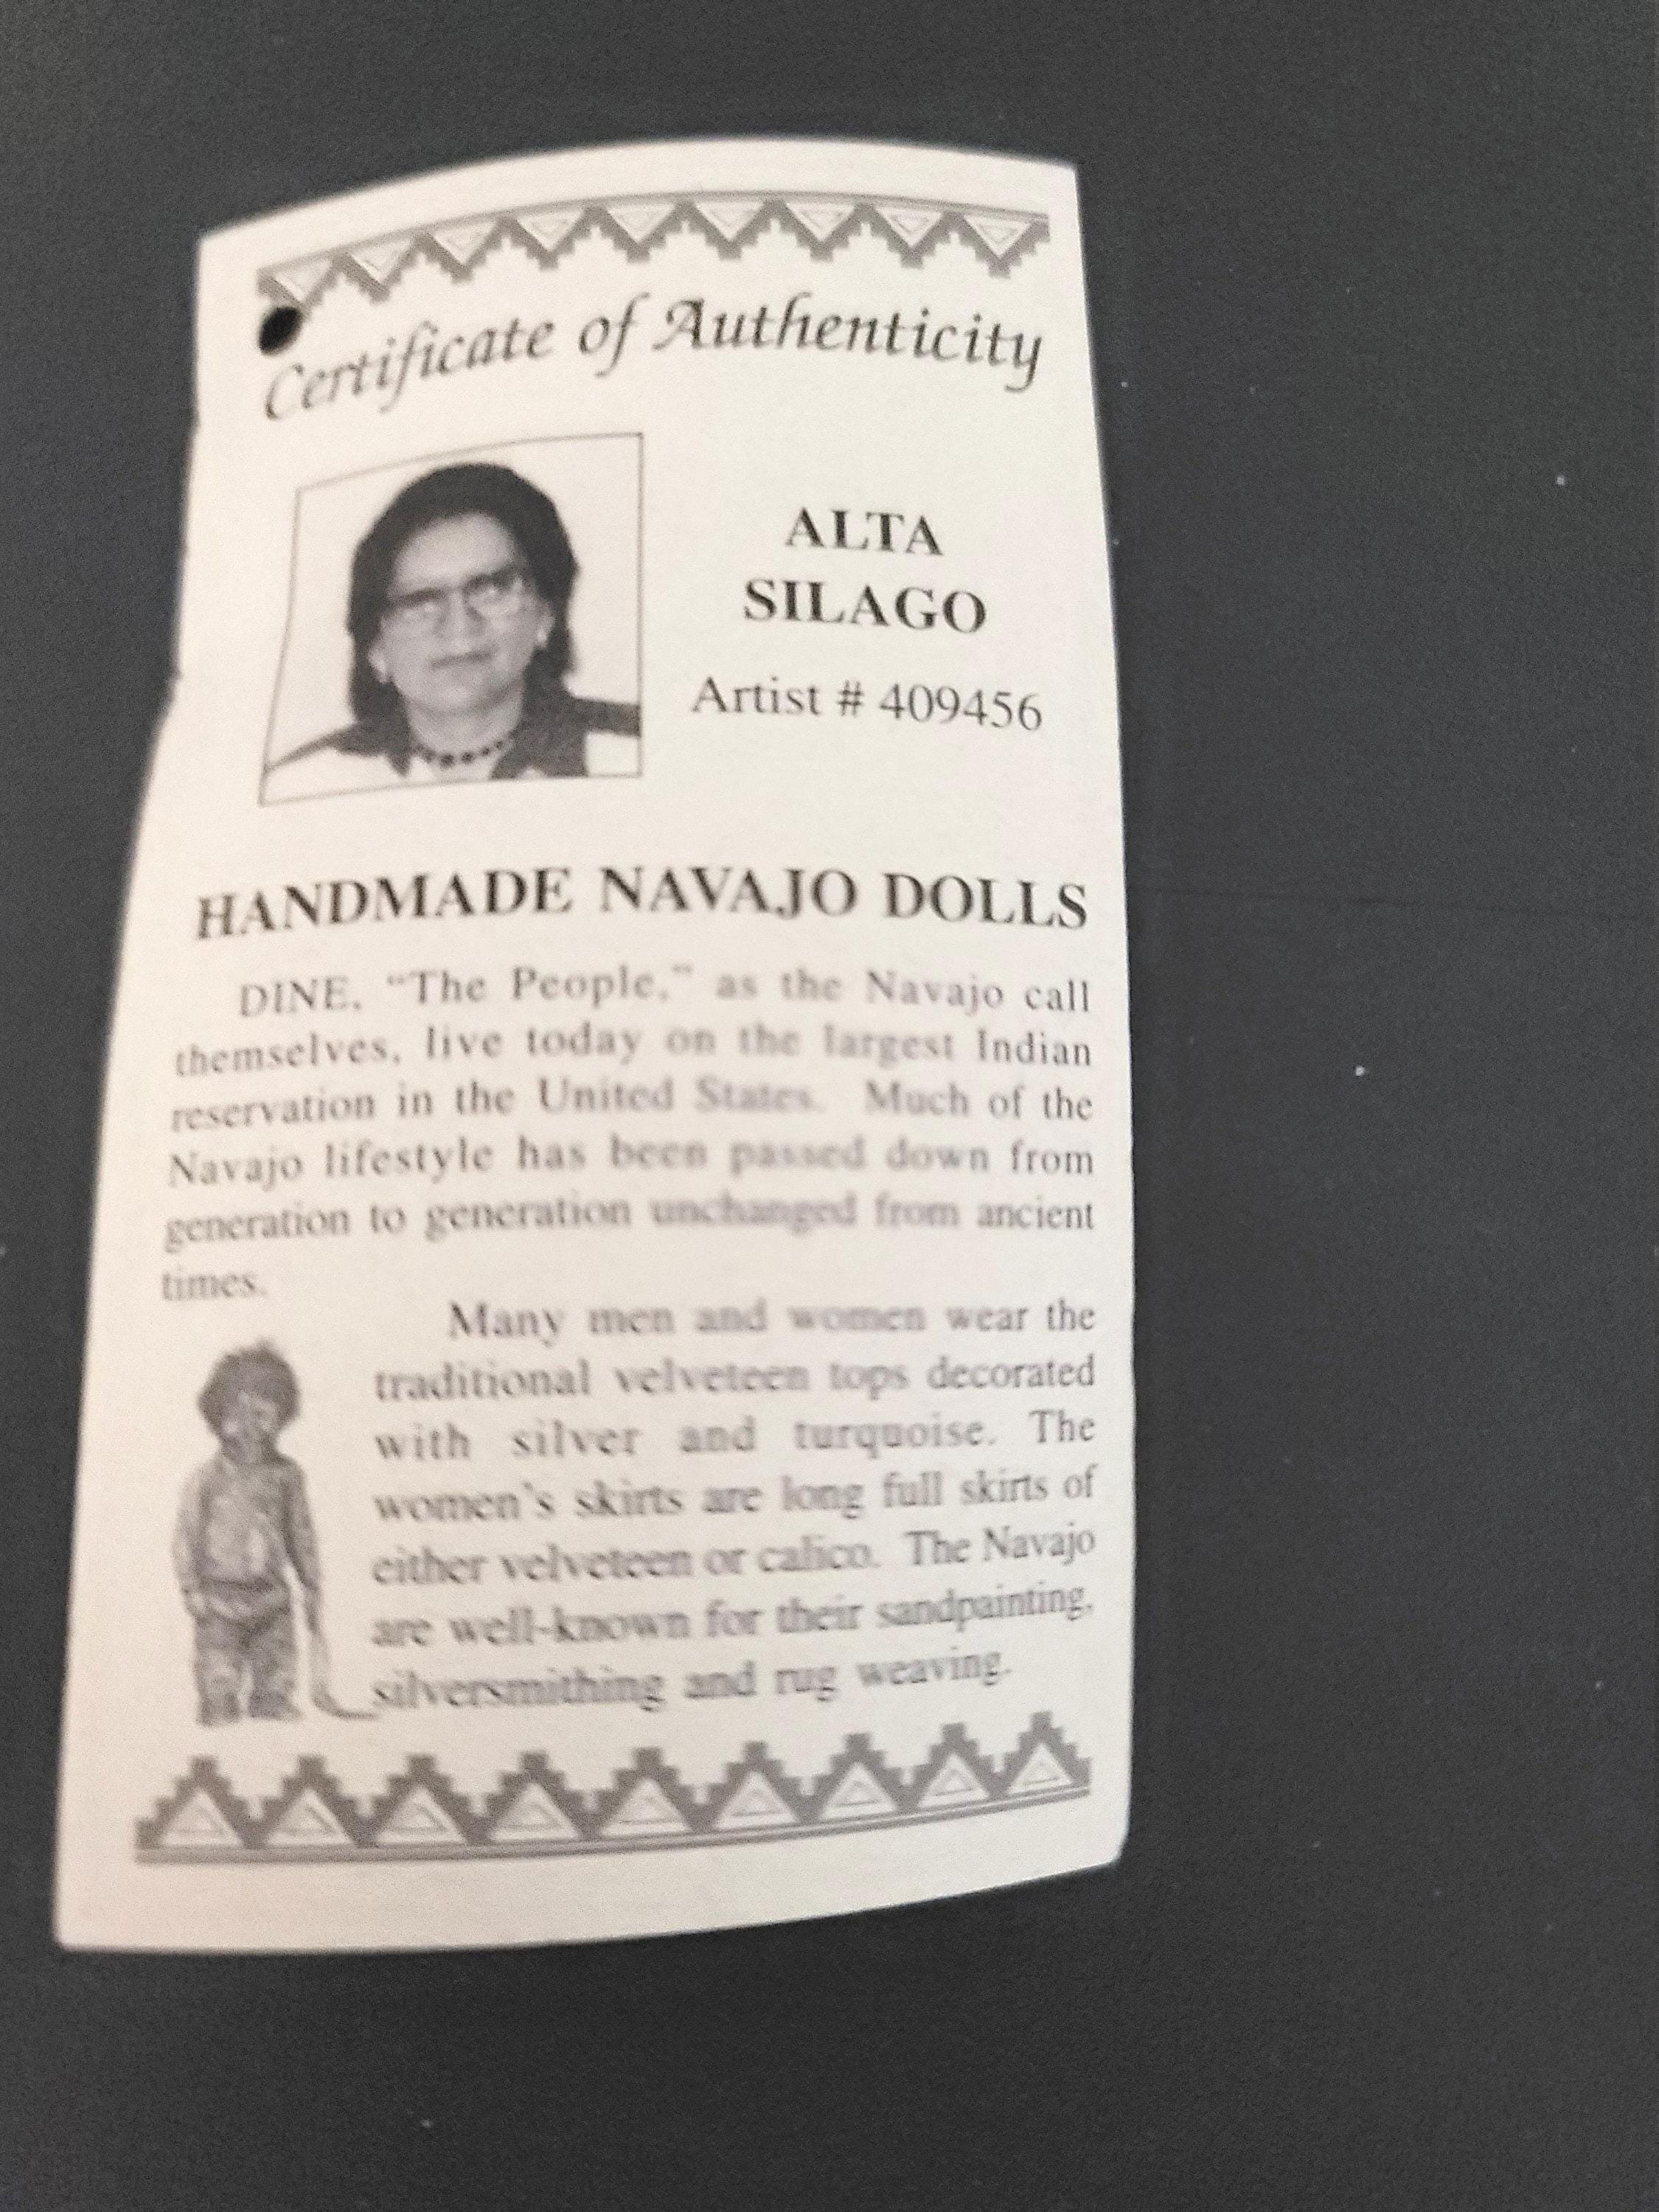 Certificate of Authenticity
ALTA
SILAGO
Artist # 409456
HANDMADE NAVAJO DOLLS
DINE, "The People," as the Navajo call
themselves, live today on the largest Indian
reservation in the United States. Much of the
Navajo lifestyle has been passed down from
generation to generation unchanged from ancient
times.
Many men and women wear the
traditional velveteen tops decorated
with silver and turquoise. The
women's skirts are long full skirts of
either velveteen or calico. The Navajo
are well-known for their sandpainting,
silversmithing and rug weaving.